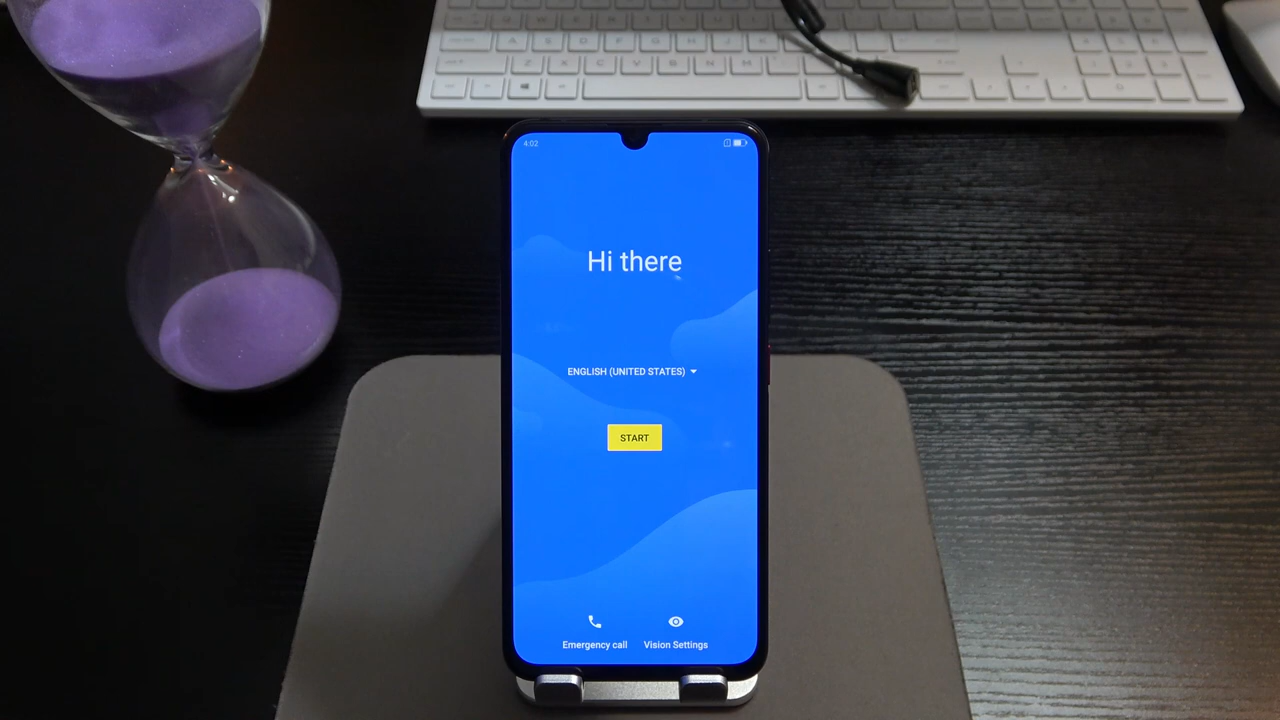 4:02
Hi there
ENGLISH (UNITED STATES)
START
Emergency call
Vision Settings
A S D F G H J K
Z X C V B N M